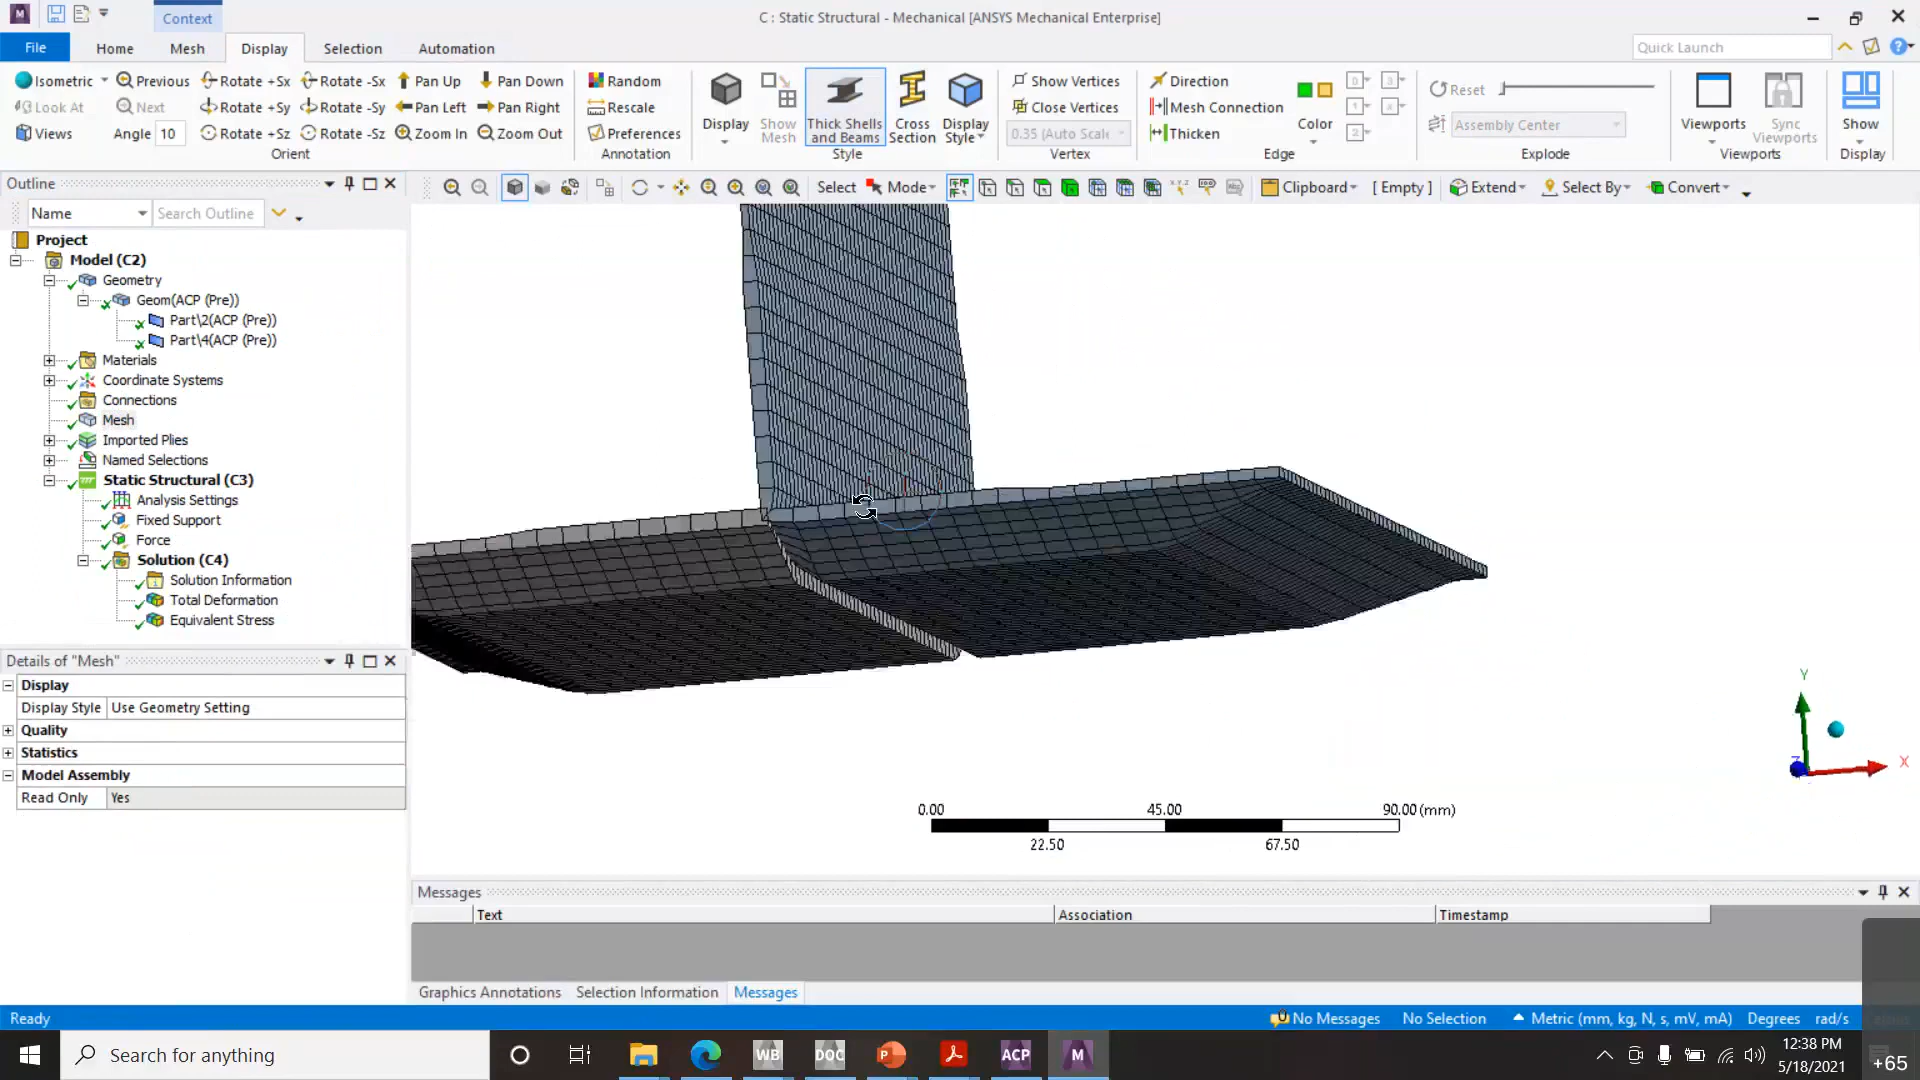 Context
C : Static Structural - Mechanical [ANSYS Mechanical Enterprise]
File Home Mesh Display Selection Automation Quick Launch
Isometric Previous Rotate +Sx Rotate -Sx Pan Up Pan Down Random Show Vertices Direction Reset
Look At Next Rotate +Sy Rotate -Sy Pan Left Pan Right Rescale Close Vertices Mesh Connection
Views Angle 10 Rotate +Sz Rotate -Sz Zoom In Zoom Out Preferences 0.35 (Auto Scale Thicken Assembly Center
Display Show Mesh Thick Shells and Beams Cross Section Display Style Color Viewports Sync Viewports Show
Orient Annotation Style Vertex Edge Explode Viewports Display
Outline Select Mode Clipboard [ Empty ] Extend Select By Convert
Name Search Outline
Project
Model (C2)
Geometry
Geom(ACP (Pre))
Part\2(ACP (Pre))
Part\4(ACP (Pre))
Materials
Coordinate Systems
Connections
Mesh
Imported Plies
Named Selections
Static Structural (C3)
Analysis Settings
Fixed Support
Force
Solution (C4)
Solution Information
Total Deformation
Equivalent Stress
Details of "Mesh"
Display
Display Style Use Geometry Setting
Quality
Statistics
Model Assembly
Read Only Yes
Y
X
Z
0.00 45.00 90.00 (mm)
22.50 67.50
Messages
Text Association Timestamp
Graphics Annotations Selection Information Messages
Ready No Messages No Selection Metric (mm, kg, N, s, mV, mA) Degrees rad/s
Search for anything WB DOC P ACP M 12:38 PM
5/18/2021
+65